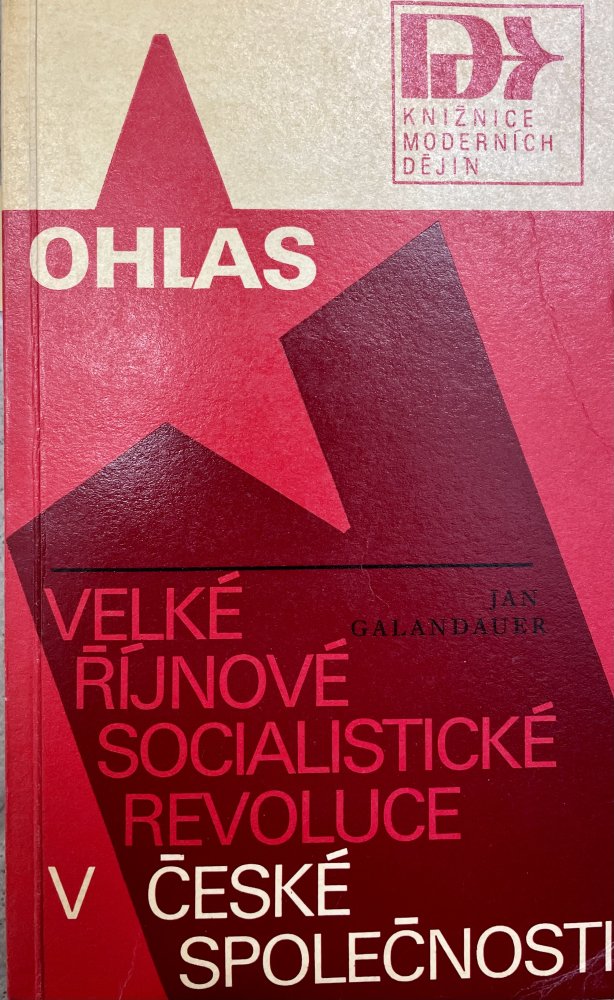 KNIŽNICE
MODERNÍCH
DĚJIN
OHLAS
JAN
GALANDAUER
VELKÉ
ŘÍJNOVÉ
SOCIALISTICKÉ
REVOLUCE
V ČESKÉ
SPOLEČNOSTI